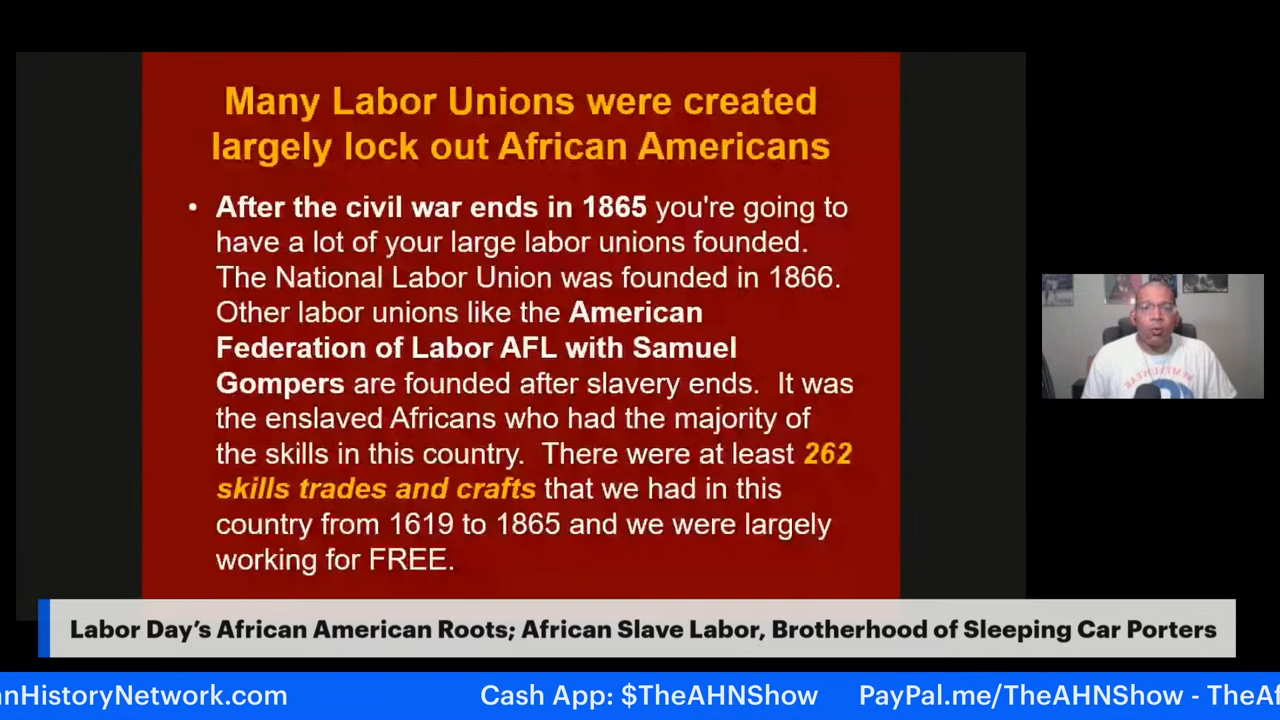 Many Labor Unions were created
largely lock out African Americans
• After the civil war ends in 1865 you're going to
have a lot of your large labor unions founded.
The National Labor Union was founded in 1866.
Other labor unions like the American
Federation of Labor AFL with Samuel
Gompers are founded after slavery ends. It was
the enslaved Africans who had the majority of
the skills in this country. There were at least 262
skills trades and crafts that we had in this
country from 1619 to 1865 and we were largely
working for FREE.
Labor Day's African American Roots; African Slave Labor, Brotherhood of Sleeping Car Porters
anHistoryNetwork.com Cash App: $TheAHNShow PayPal.me/TheAHNShow - TheAf